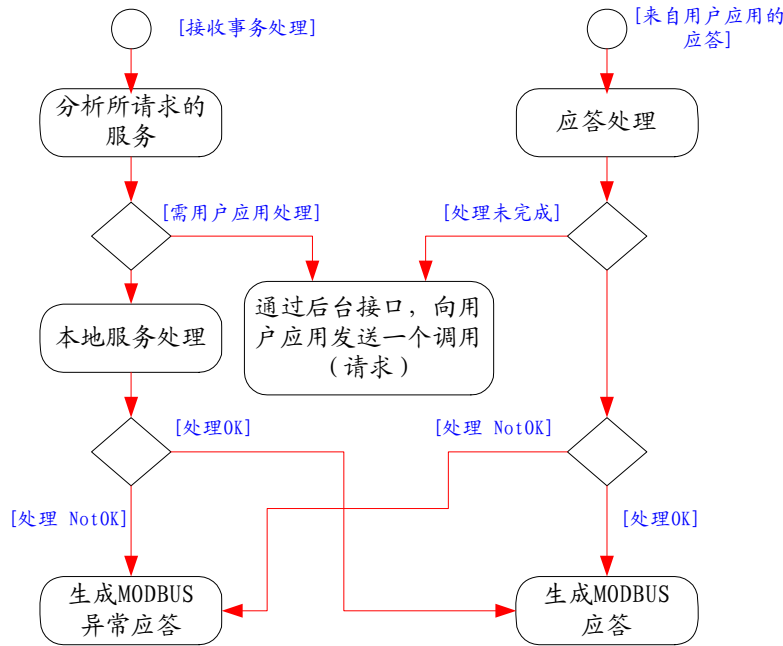 [接收事务处理]
[来自用户应用的
应答]
分析所请求的
服务
应答处理
[需用户应用处理]
[处理未完成]
通过后台接口，向用
户应用发送一个调用
（请求）
本地服务处理
[处理OK]
[处理 NotOK]
[处理 NotOK]
[处理OK]
生成MODBUS
异常应答
生成MODBUS
应答